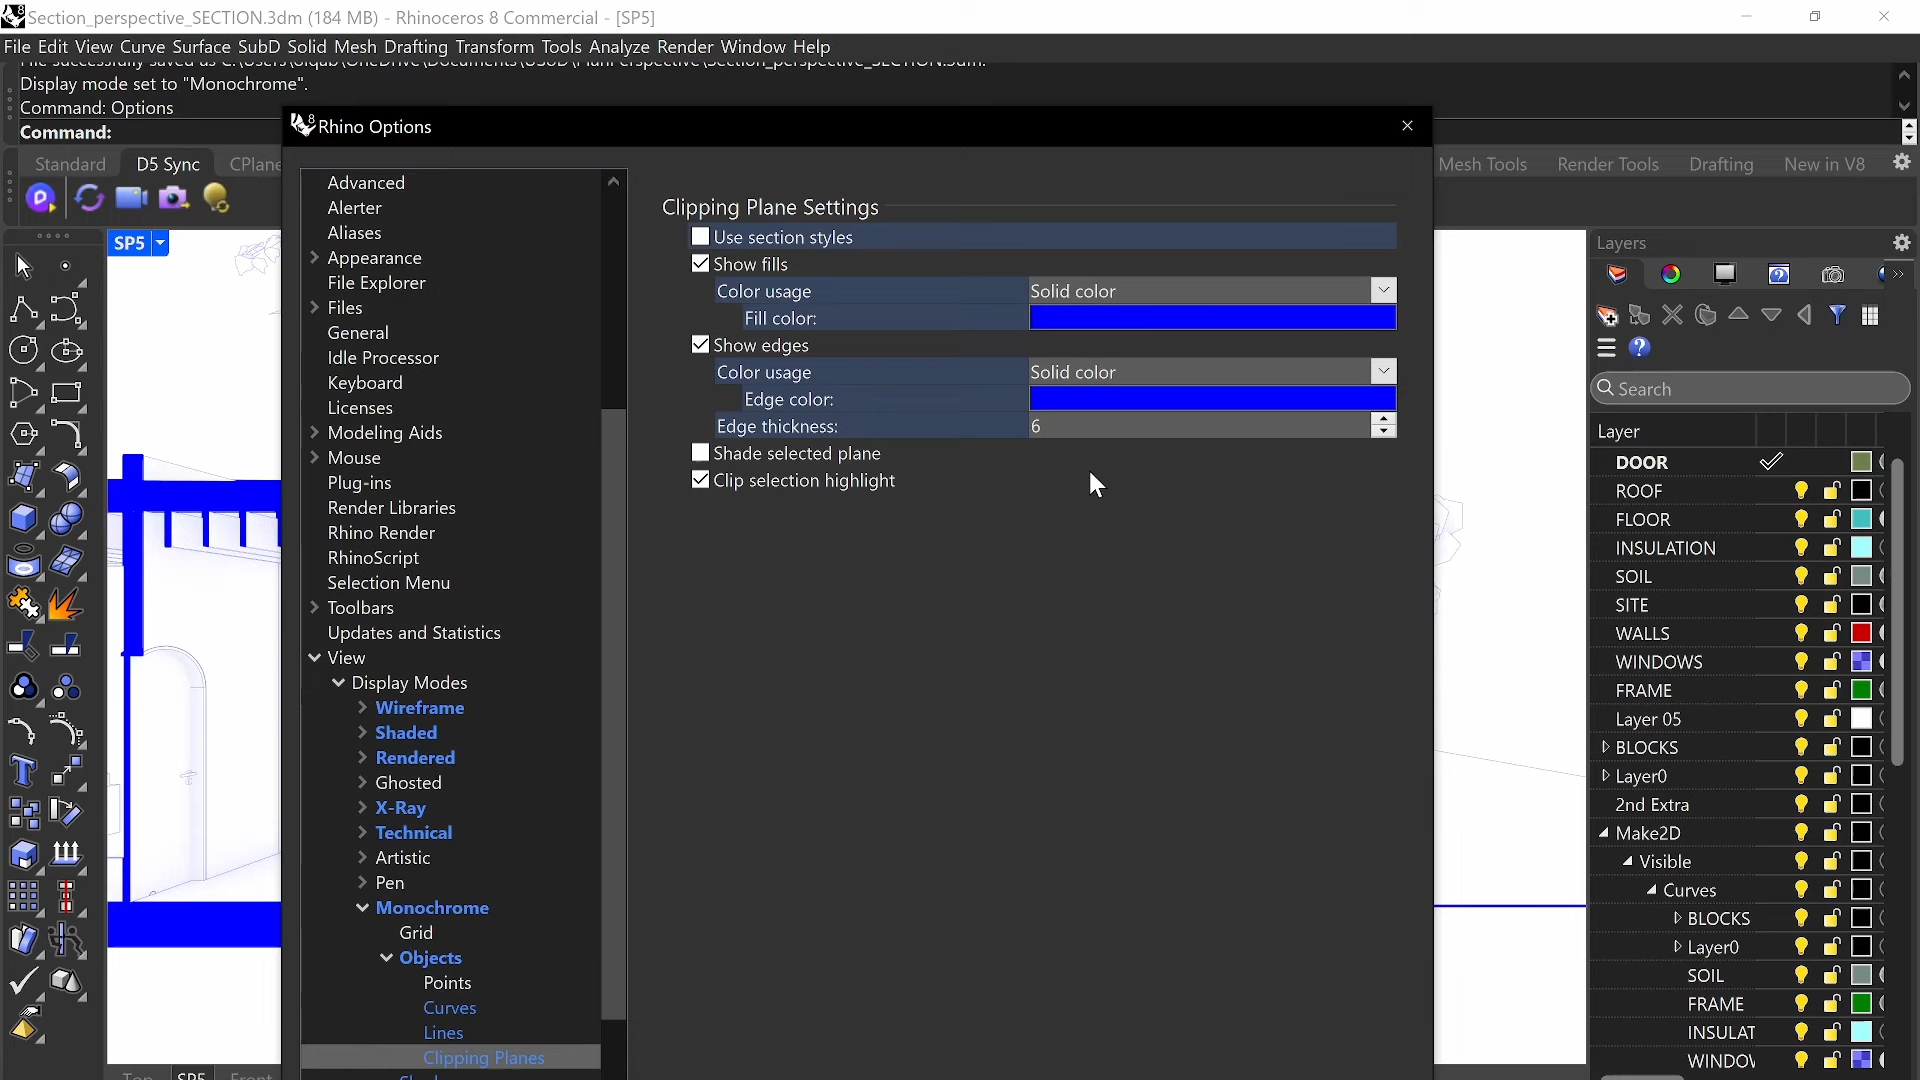 Section_perspective_SECTION.3dm (184 MB) - Rhinoceros 8 Commercial - [SP5]
File Edit View Curve Surface SubD Solid Mesh Drafting Transform Tools Analyze Render Window Help
Display mode set to "Monochrome".
Command: Options
Command:
8 Rhino Options
Standard D5 Sync CPlane Mesh Tools Render Tools Drafting New in V8
SP5
Advanced
Alerter
Aliases
Appearance
File Explorer
Files
General
Idle Processor
Keyboard
Licenses
Modeling Aids
Mouse
Plug-ins
Render Libraries
Rhino Render
RhinoScript
Selection Menu
Toolbars
Updates and Statistics
View
Display Modes
Wireframe
Shaded
Rendered
Ghosted
X-Ray
Technical
Artistic
Pen
Monochrome
Grid
Objects
Points
Curves
Lines
Clipping Planes
Clipping Plane Settings
Use section styles
Show fills
Color usage Solid color
Fill color:
Show edges
Color usage Solid color
Edge color:
Edge thickness: 6
Shade selected plane
Clip selection highlight
Layers
Search
Layer
DOOR
ROOF
FLOOR
INSULATION
SOIL
SITE
WALLS
WINDOWS
FRAME
Layer 05
BLOCKS
Layer0
2nd Extra
Make2D
Visible
Curves
BLOCKS
Layer0
SOIL
FRAME
INSULAT
WINDOV
SP5